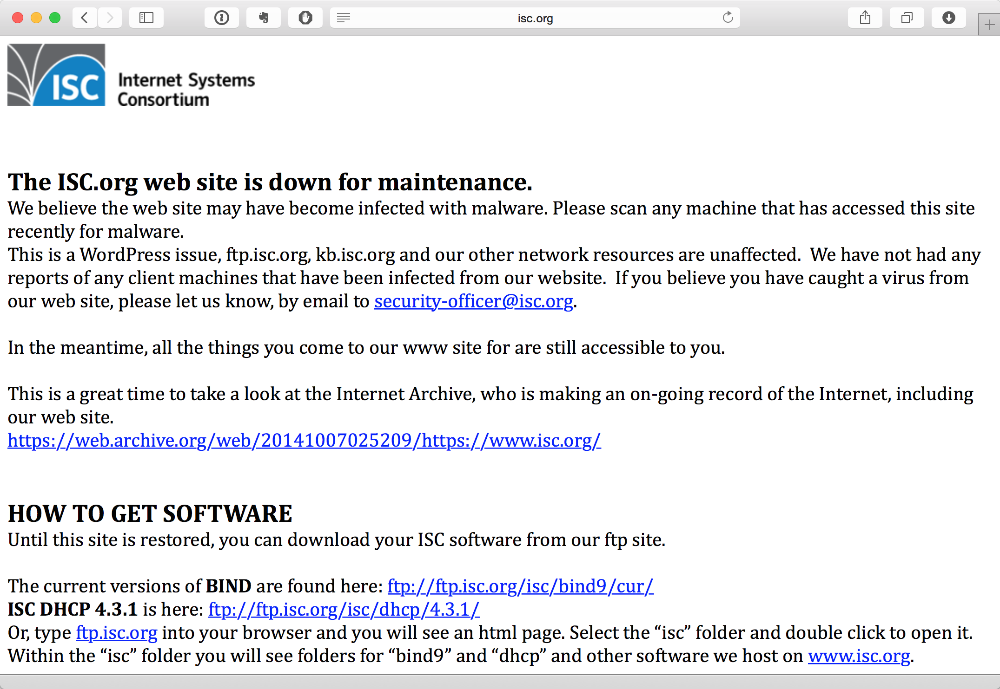 isc.org
ISC
Internet Systems
Consortium
The ISC.org web site is down for maintenance.
We believe the web site may have become infected with malware. Please scan any machine that has accessed this site
recently for malware.
This is a WordPress issue, ftp.isc.org, kb.isc.org and our other network resources are unaffected.  We have not had any
reports of any client machines that have been infected from our website.  If you believe you have caught a virus from
our web site, please let us know, by email to security-officer@isc.org.
In the meantime, all the things you come to our www site for are still accessible to you.
This is a great time to take a look at the Internet Archive, who is making an on-going record of the Internet, including
our web site.
https://web.archive.org/web/20141007025209/https://www.isc.org/
HOW TO GET SOFTWARE
Until this site is restored, you can download your ISC software from our ftp site.
The current versions of BIND are found here: ftp://ftp.isc.org/isc/bind9/cur/
ISC DHCP 4.3.1 is here: ftp://ftp.isc.org/isc/dhcp/4.3.1/
Or, type ftp.isc.org into your browser and you will see an html page. Select the “isc” folder and double click to open it.
Within the “isc” folder you will see folders for “bind9” and “dhcp” and other software we host on www.isc.org.